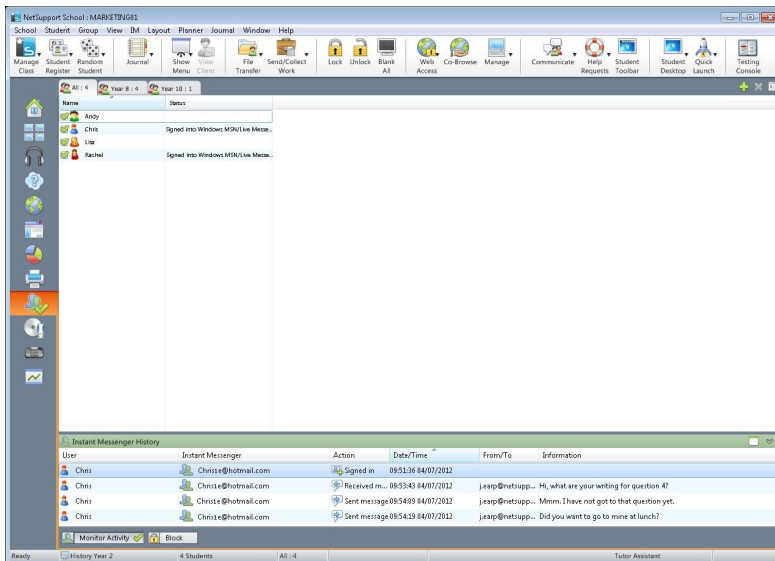 NetSupport School : MARKETING01
School Student Group View IM Layout Planner Journal Window Help
Manage Class
Student Register
Random Student
Journal
Show Menu
View Client
File Transfer
Send/Collect Work
Lock
Unlock
Blank All
Web Access
Co-Browse
Manage
Communicate
Help Requests
Student Toolbar
Student Desktop
Quick Launch
Testing Console
All : 4 Year 8 : 4 Year 10 : 1
Name Status
Andy
Chris Signed into Windows MSN/Live Messe...
Lisa
Rachel Signed into Windows MSN/Live Messe...
Instant Messenger History
User Instant Messenger Action Date/Time From/To Information
Chris Chris1e@hotmail.com Signed in 09:51:36 04/07/2012
Chris Chris1e@hotmail.com Received m... 09:53:43 04/07/2012 j.earp@netsupp... Hi, what are your writing for question 4?
Chris Chris1e@hotmail.com Sent message 09:54:09 04/07/2012 j.earp@netsupp... Mmm. I have not got to that question yet.
Chris Chris1e@hotmail.com Sent message 09:54:19 04/07/2012 j.earp@netsupp... Did you want to go to mine at lunch?
Monitor Activity Block
Ready History Year 2 4 Students All : 4 Tutor Assistant